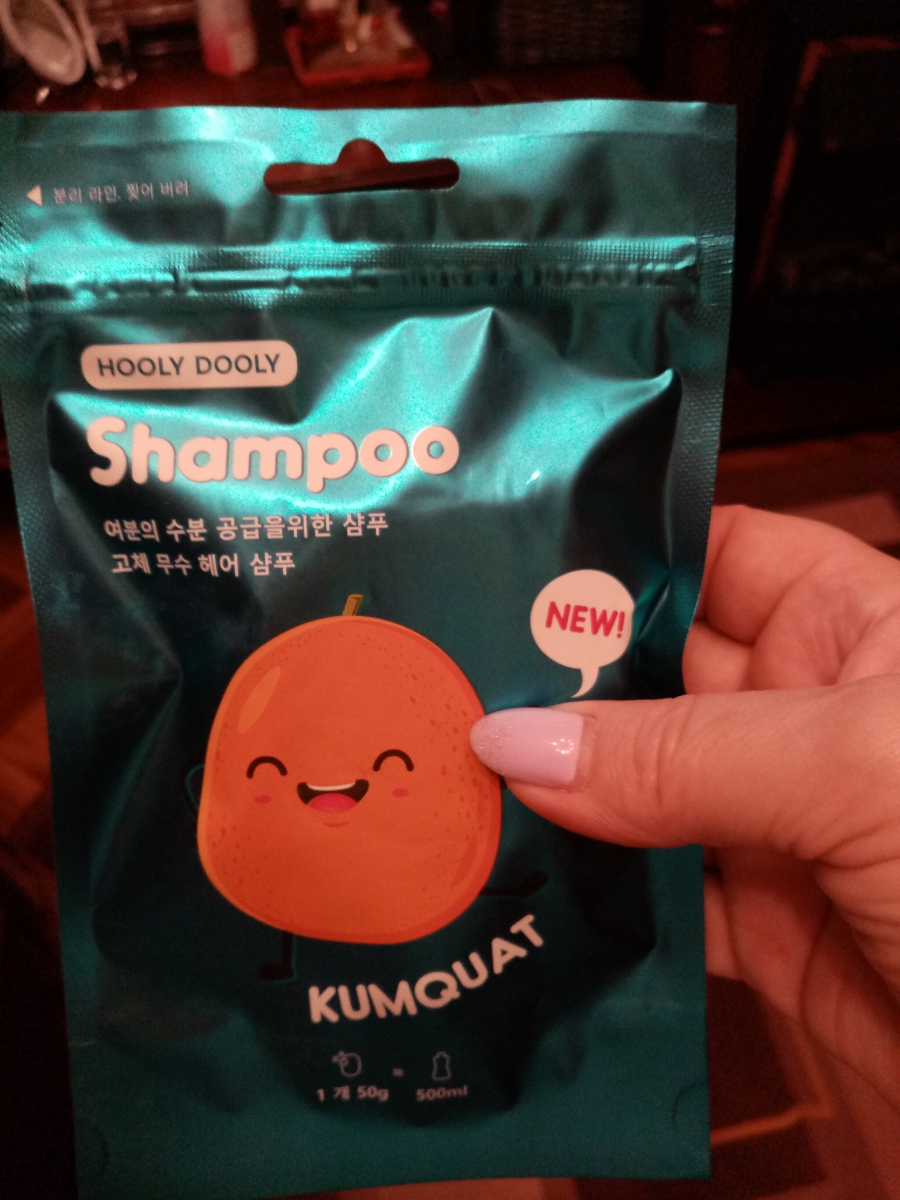 ◀ 분리 라인. 찢어 버려
HOOLY DOOLY
Shampoo
여분의 수분 공급을위한 샴푸
고체 무수 헤어 샴푸
NEW!
KUMQUAT
1 개 50g = 500ml